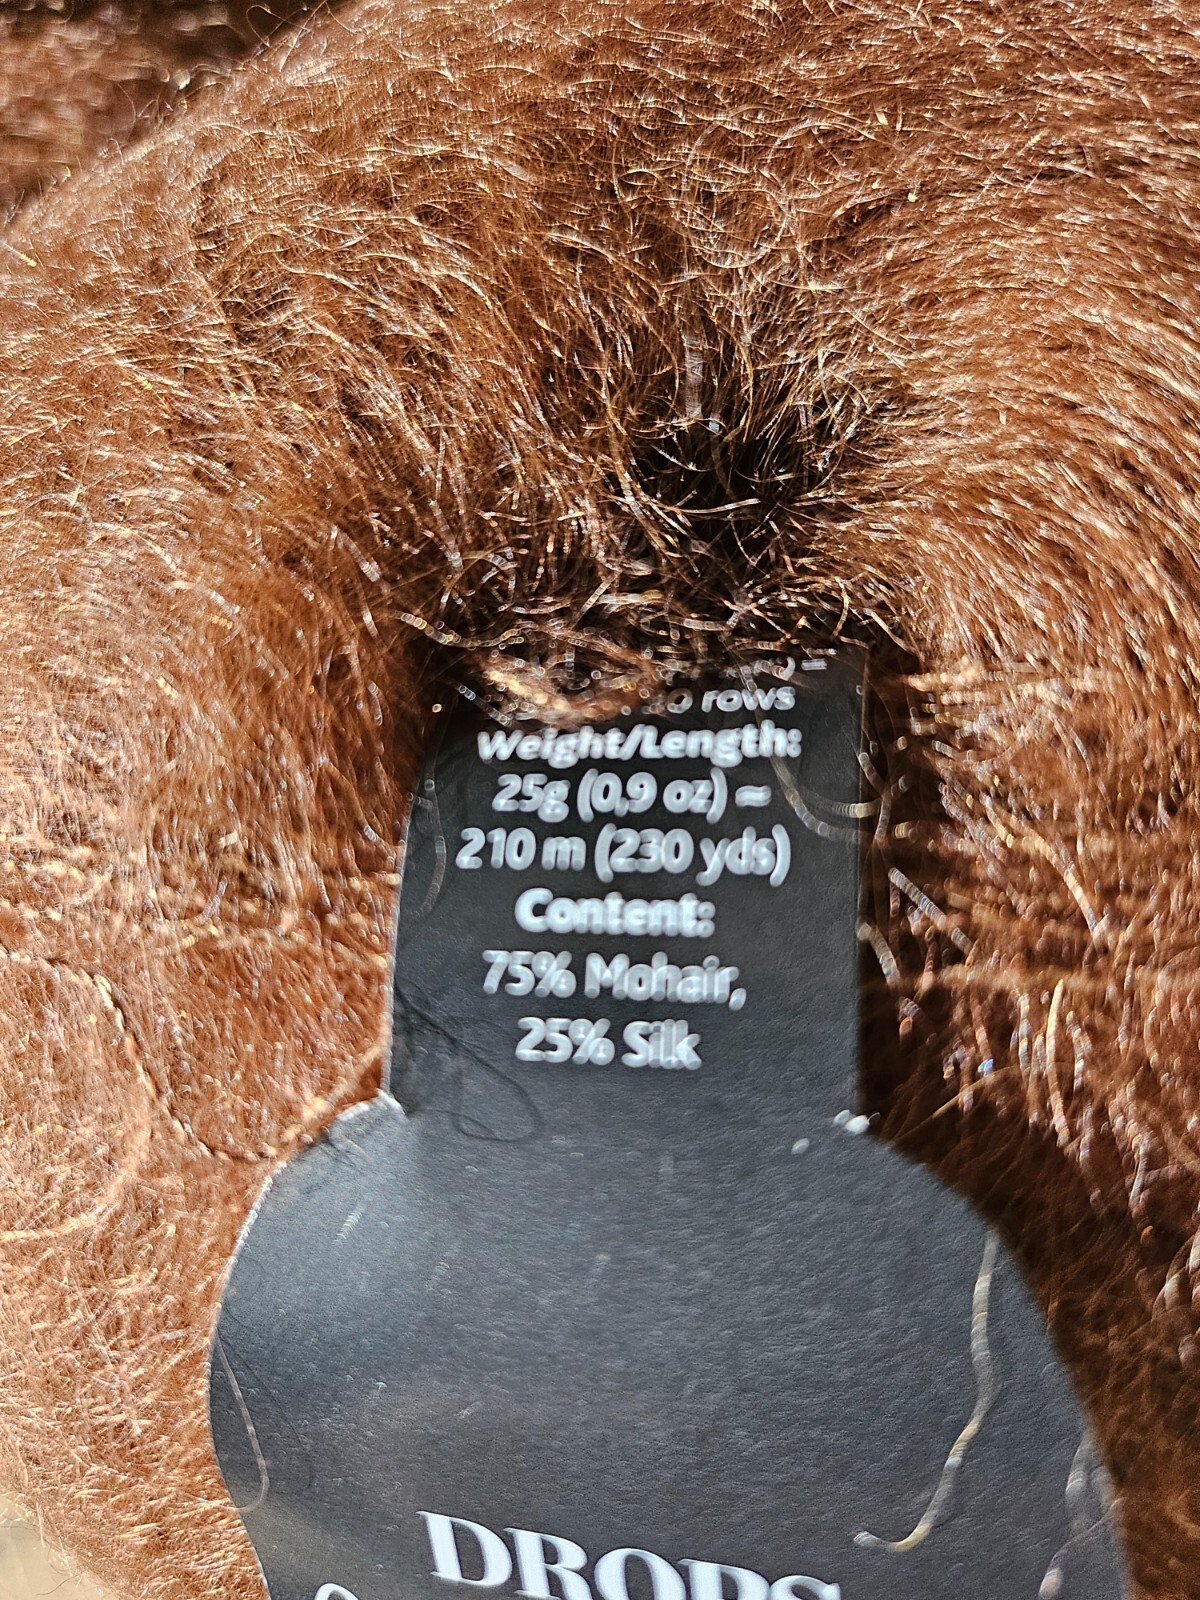 rows
Weight/Length:
25g (0,9 oz) ≈
210 m (230 yds)
Content:
75% Mohair,
25% Silk
DROPS